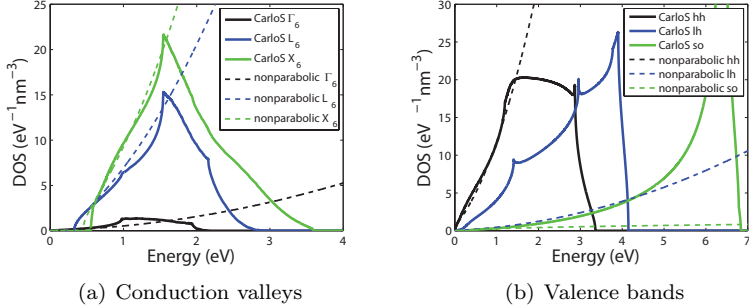 25
20
15
10
5
0
DOS (eV⁻¹nm⁻³)
0 1 2 3 4
Energy (eV)
CarloS Γ₆
CarloS L₆
CarloS X₆
nonparabolic Γ₆
nonparabolic L₆
nonparabolic X₆
(a) Conduction valleys
30
25
20
15
10
5
0
DOS (eV⁻¹nm⁻³)
0 1 2 3 4 5 6 7
Energy (eV)
CarloS hh
CarloS lh
CarloS so
nonparabolic hh
nonparabolic lh
nonparabolic so
(b) Valence bands